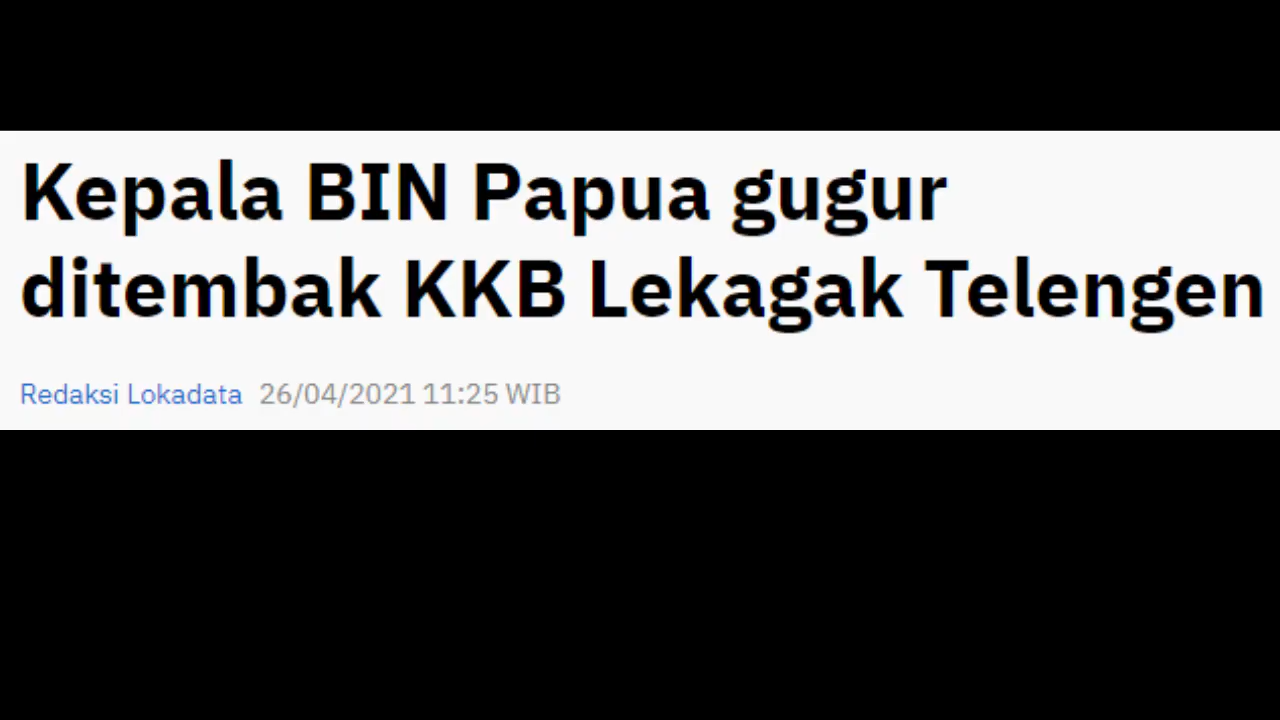 Kepala BIN Papua gugur
ditembak KKB Lekagak Telengen
Redaksi Lokadata 26/04/2021 11:25 WIB